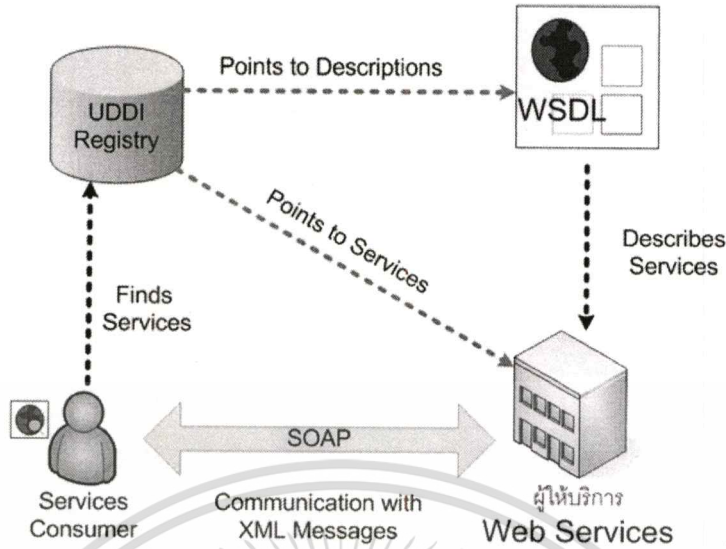 Points to Descriptions
UDDI
Registry
WSDL
Points to Services
Describes
Services
Finds
Services
SOAP
Services
Consumer
Communication with
XML Messages
ผู้ให้บริการ
Web Services